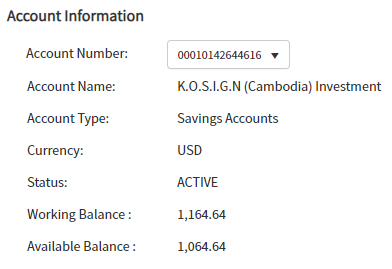 Account Information
Account Number: 00010142644616
Account Name: K.O.S.I.G.N (Cambodia) Investment
Account Type: Savings Accounts
Currency: USD
Status: ACTIVE
Working Balance : 1,164.64
Available Balance : 1,064.64